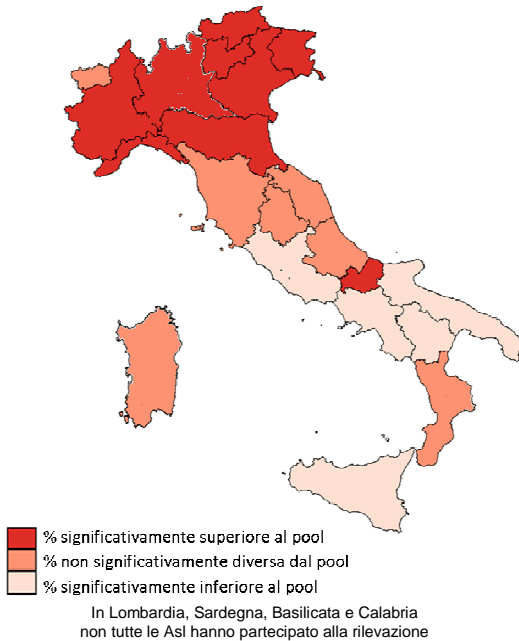 % significativamente superiore al pool
% non significativamente diversa dal pool
% significativamente inferiore al pool
In Lombardia, Sardegna, Basilicata e Calabria
non tutte le Asl hanno partecipato alla rilevazione